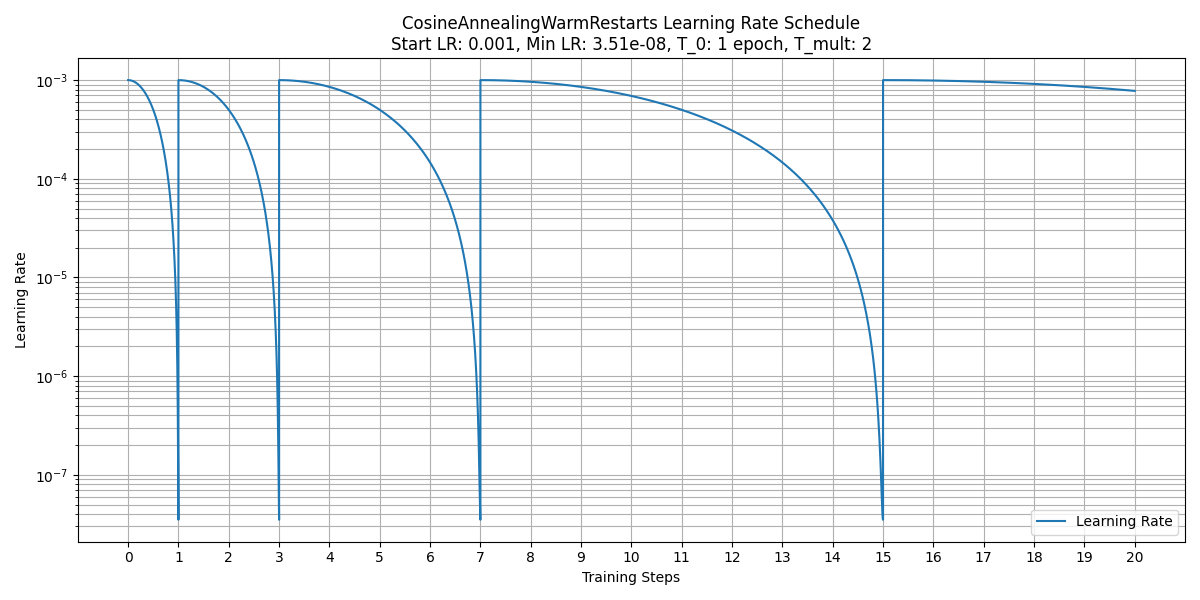 CosineAnnealingWarmRestarts Learning Rate Schedule
Start LR: 0.001, Min LR: 3.51e-08, T_0: 1 epoch, T_mult: 2
Learning Rate
10⁻³
10⁻⁴
10⁻⁵
10⁻⁶
10⁻⁷
Learning Rate
0 1 2 3 4 5 6 7 8 9 10 11 12 13 14 15 16 17 18 19 20
Training Steps